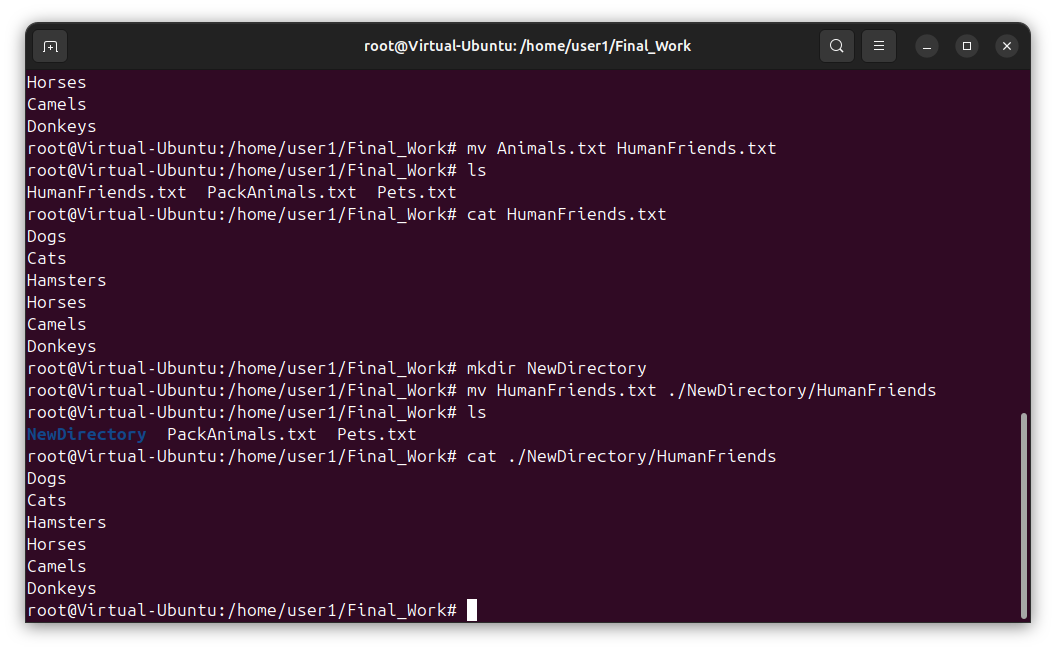 root@Virtual-Ubuntu: /home/user1/Final_Work
Horses
Camels
Donkeys
root@Virtual-Ubuntu:/home/user1/Final_Work# mv Animals.txt HumanFriends.txt
root@Virtual-Ubuntu:/home/user1/Final_Work# ls
HumanFriends.txt  PackAnimals.txt  Pets.txt
root@Virtual-Ubuntu:/home/user1/Final_Work# cat HumanFriends.txt
Dogs
Cats
Hamsters
Horses
Camels
Donkeys
root@Virtual-Ubuntu:/home/user1/Final_Work# mkdir NewDirectory
root@Virtual-Ubuntu:/home/user1/Final_Work# mv HumanFriends.txt ./NewDirectory/HumanFriends
root@Virtual-Ubuntu:/home/user1/Final_Work# ls
NewDirectory  PackAnimals.txt  Pets.txt
root@Virtual-Ubuntu:/home/user1/Final_Work# cat ./NewDirectory/HumanFriends
Dogs
Cats
Hamsters
Horses
Camels
Donkeys
root@Virtual-Ubuntu:/home/user1/Final_Work#